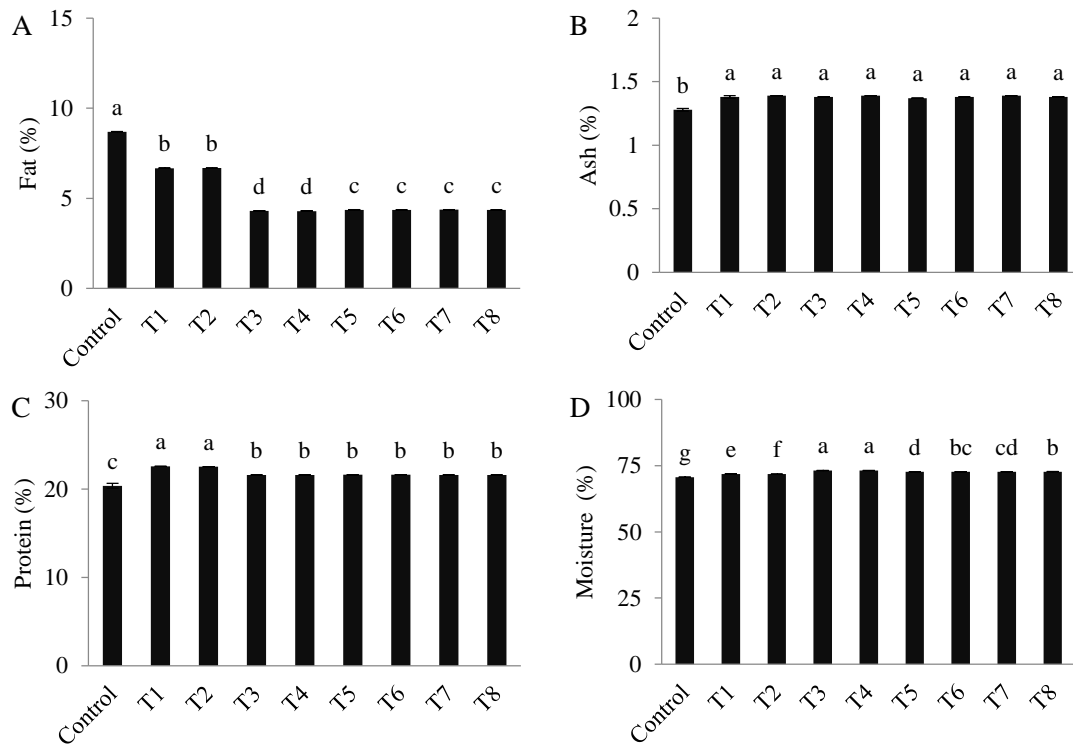 A
Fat (%)
15
10
5
0
a b b d d c c c c
Control T1 T2 T3 T4 T5 T6 T7 T8
B
Ash (%)
2
1.5
1
0.5
0
b a a a a a a a a
Control T1 T2 T3 T4 T5 T6 T7 T8
C
Protein (%)
30
20
10
0
c a a b b b b b b
Control T1 T2 T3 T4 T5 T6 T7 T8
D
Moisture (%)
100
75
50
25
0
g e f a a d bc cd b
Control T1 T2 T3 T4 T5 T6 T7 T8